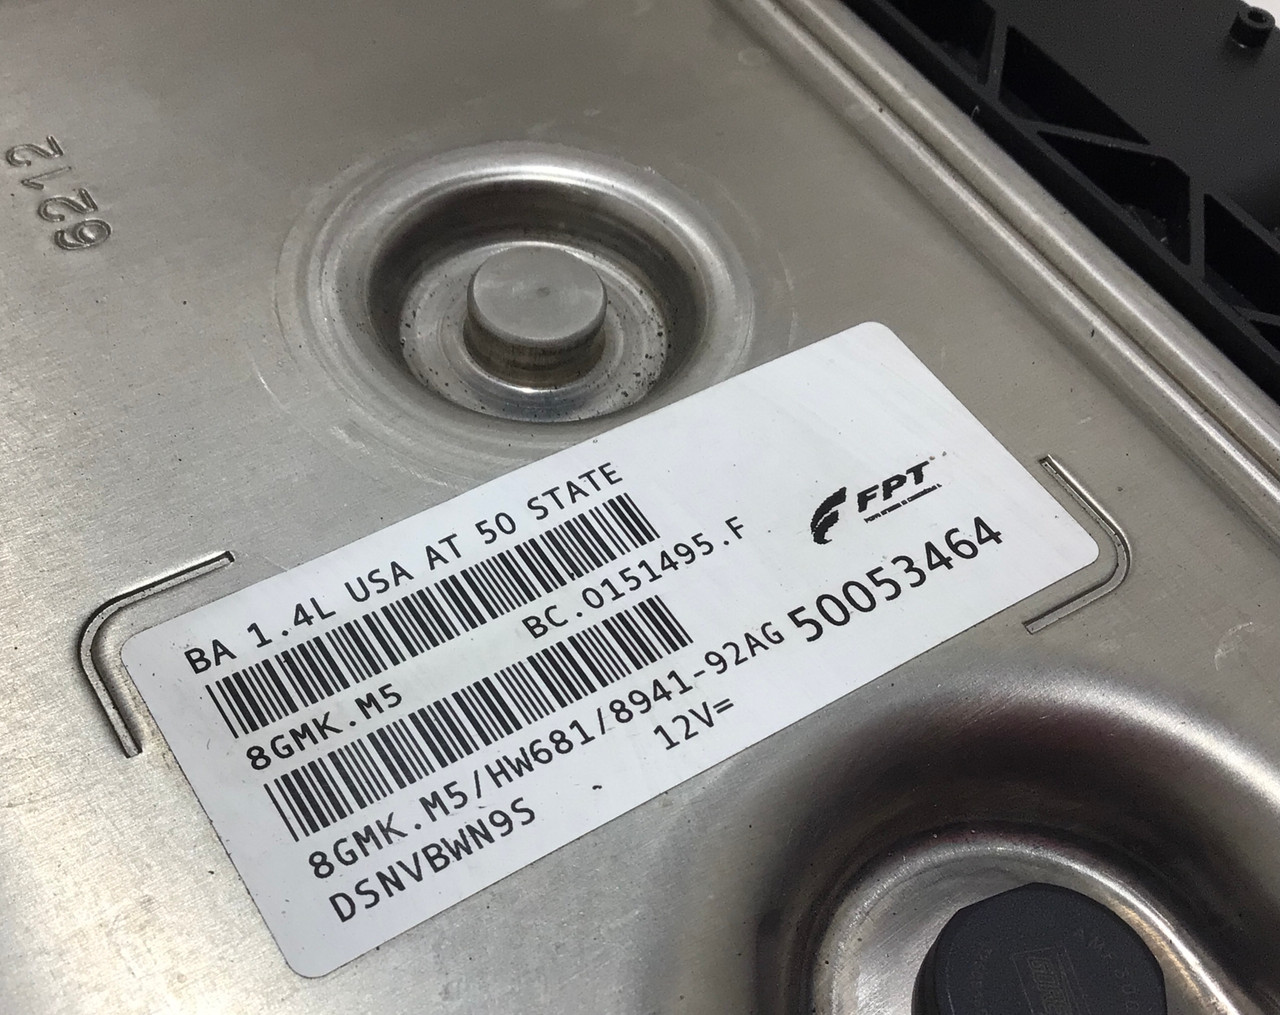 6212
BA 1.4L USA AT 50 STATE
BC.0151495.F
8GMK.M5
FPT
50053464
8GMK.M5/HW681/8941-92AG
12V=
DSNVBWN9S